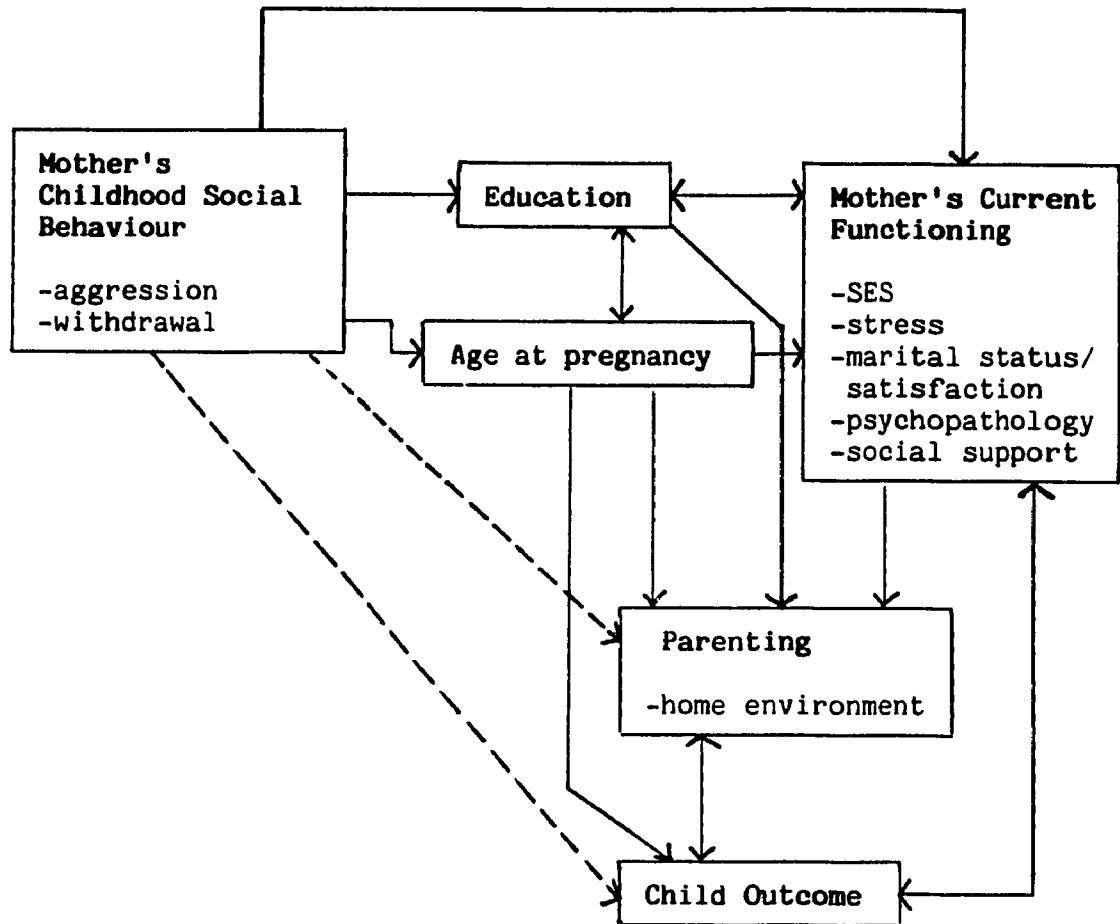 Mother's
Childhood Social
Behaviour
-aggression
-withdrawal
Education
Age at pregnancy
Mother's Current
Functioning
-SES
-stress
-marital status/
satisfaction
-psychopathology
-social support
Parenting
-home environment
Child Outcome